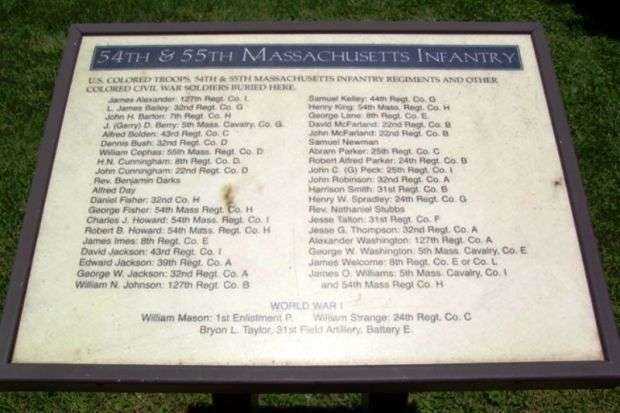 54TH & 55TH MASSACHUSETTS INFANTRY
U.S. COLORED TROOPS, 54TH & 55TH MASSACHUSETTS INFANTRY REGIMENTS AND OTHER
COLORED CIVIL WAR SOLDIERS BURIED HERE.
James Alexander: 127th Regt. Co. I.
L. James Bailey: 32nd Regt. Co. G
John H. Barton: 7th Regt. Co. H
J. (Gerry) D. Berry: 5th Mass. Cavalry, Co. G.
Alfred Bolden: 43rd Regt. Co. C
Dennis Bush: 32nd Regt. Co. D
William Cephas: 55th Mass. Regt. Co. D
H.N. Cunningham: 8th Regt. Co. D.
John Cunningham: 22nd Regt. Co. D
Rev. Benjamin Darks
Alfred Day
Daniel Fisher: 32nd Co. H
George Fisher: 54th Mass Regt. Co. H
Charles J. Howard: 54th Mass. Regt. Co. I
Robert B. Howard: 54th Mass. Regt. Co. H
James Imes: 8th Regt. Co. E
David Jackson: 43rd Regt. Co. I
Edward Jackson: 39th Regt. Co. A
George W. Jackson: 32nd Regt. Co. A
William N. Johnson: 127th Regt. Co. B
Samuel Kelley: 44th Regt. Co. G
Henry King: 54th Mass. Regt. Co. H
George Lane: 8th Regt. Co. E.
David McFarland: 22nd Regt. Co. B
John McFarland: 22nd Regt. Co. B
Samuel Newman
Abram Parker: 25th Regt. Co. C
Robert Alfred Parker: 24th Regt. Co. B
John C. (G) Peck: 25th Regt. Co. I
John Robinson: 32nd Regt. Co. A
Harrison Smith: 31st Regt. Co. B
Henry W. Spradley: 24th Regt. Co. G
Rev. Nathaniel Stubbs
Jesse Talton: 31st Regt. Co. F
Jesse G. Thompson: 32nd Regt. Co. A
Alexander Washington: 127th Regt. Co. A
George W. Washington: 5th Mass. Cavalry, Co. E
James Welcome: 8th Regt. Co. E or Co. L
James O. Williams: 5th Mass. Cavalry, Co. I
and 54th Mass Regt Co. H
WORLD WAR I
William Mason: 1st Enlistment P. William Strange: 24th Regt. Co. C
Bryon L. Taylor, 31st Field Artillery, Battery E